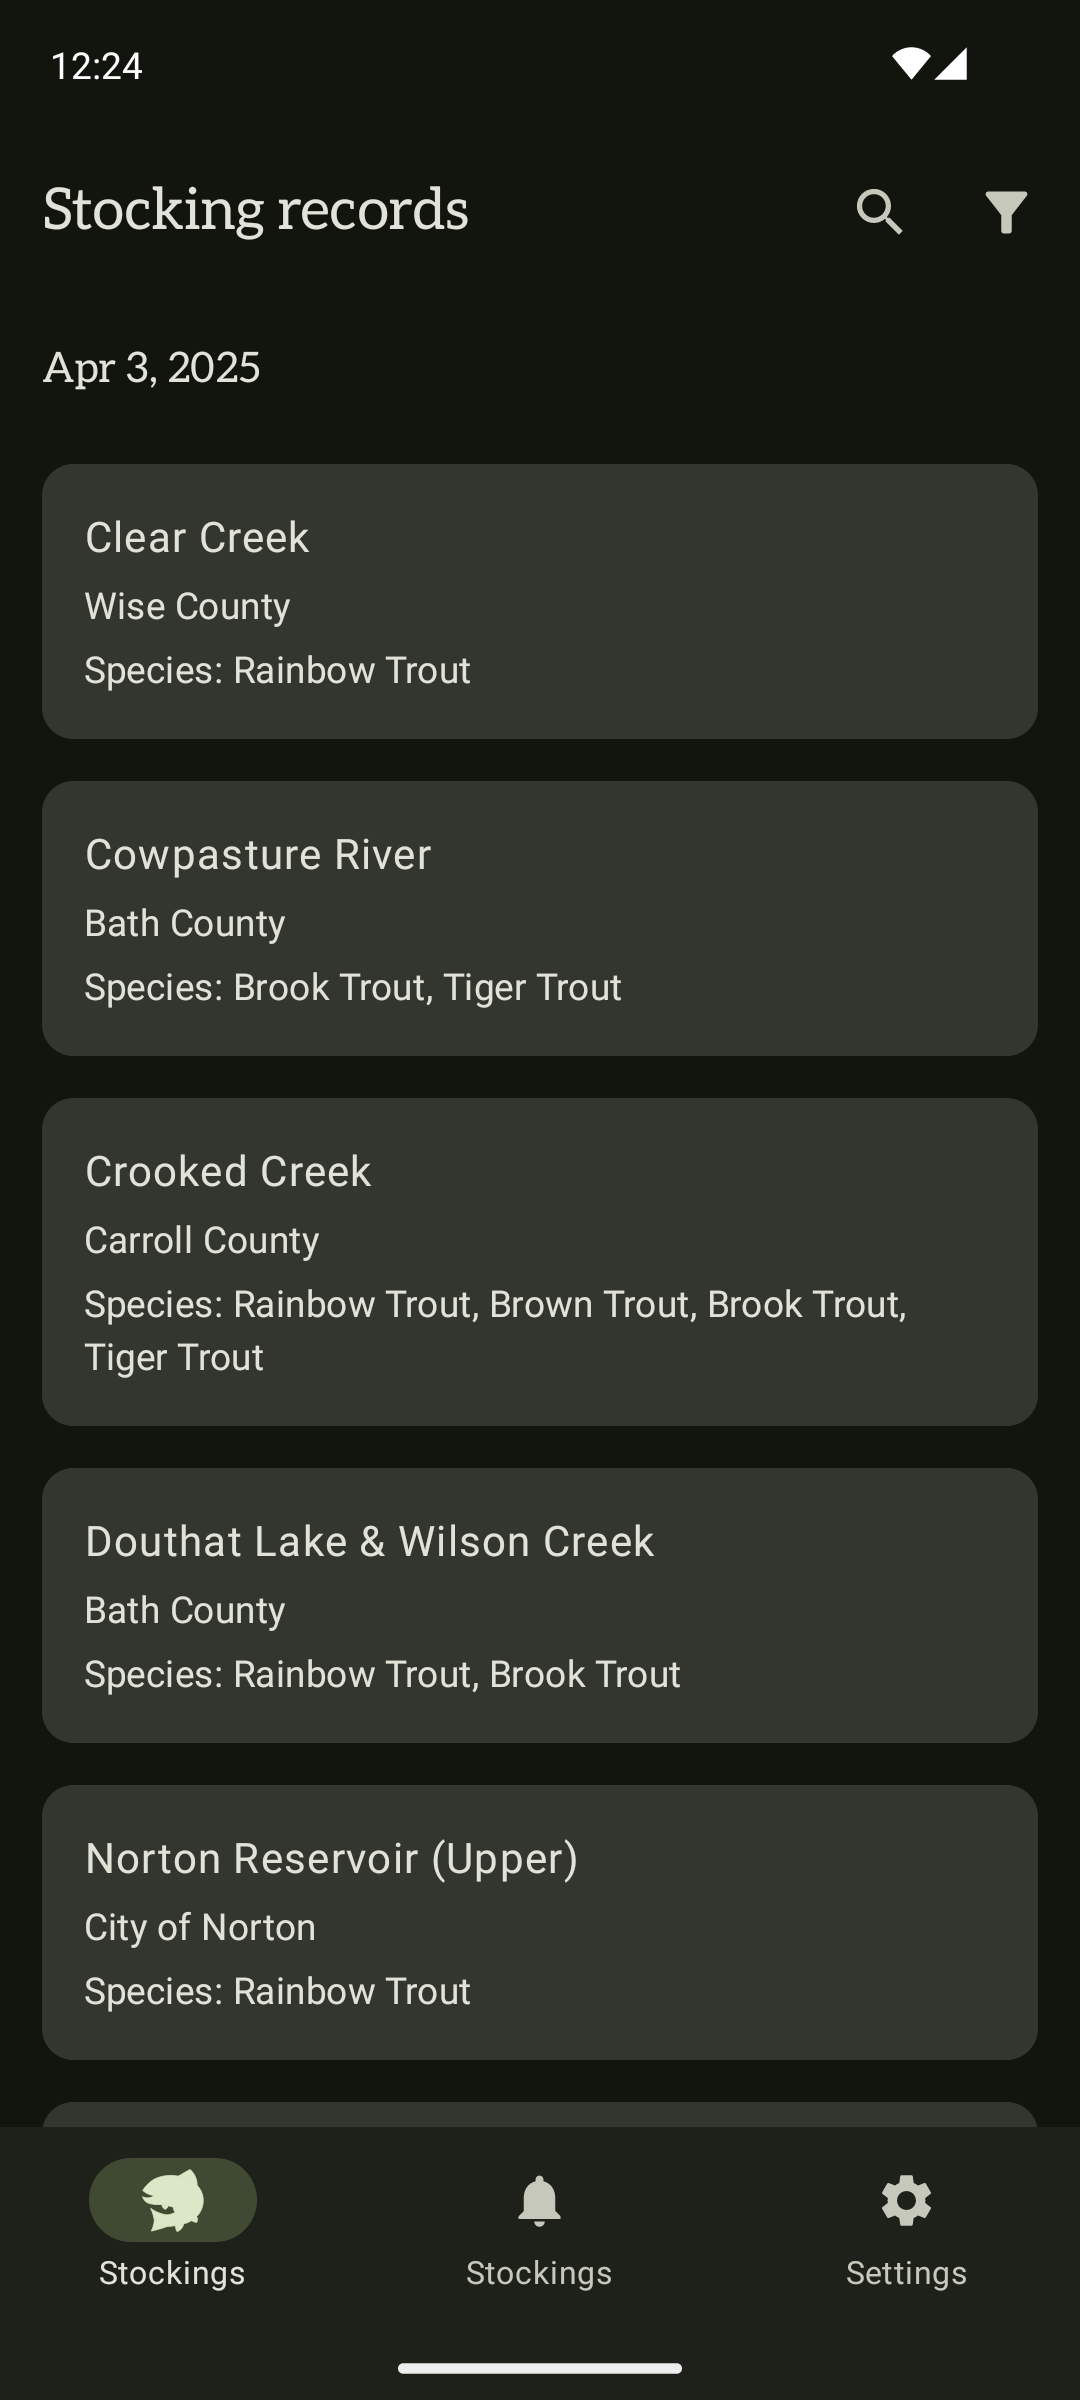 12:24
Stocking records
Apr 3, 2025
Clear Creek
Wise County
Species: Rainbow Trout
Cowpasture River
Bath County
Species: Brook Trout, Tiger Trout
Crooked Creek
Carroll County
Species: Rainbow Trout, Brown Trout, Brook Trout,
Tiger Trout
Douthat Lake & Wilson Creek
Bath County
Species: Rainbow Trout, Brook Trout
Norton Reservoir (Upper)
City of Norton
Species: Rainbow Trout
Stockings
Stockings
Settings